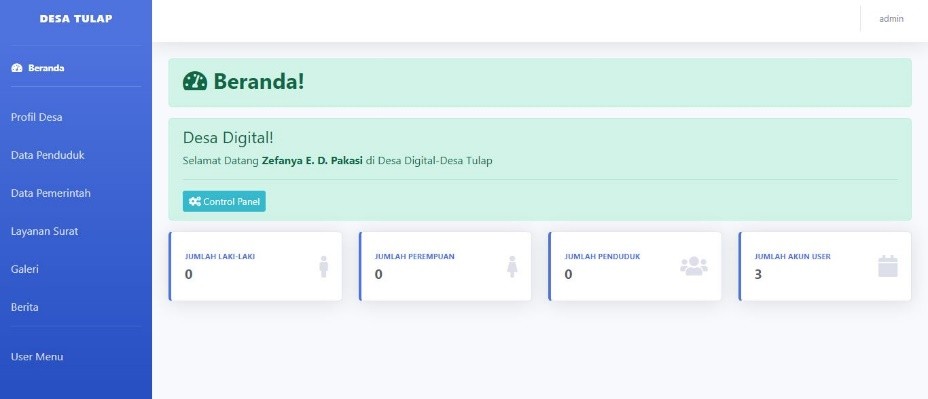 DESA TULAP
admin
Beranda
Profil Desa
Data Penduduk
Data Pemerintah
Layanan Surat
Galeri
Berita
User Menu
Beranda!
Desa Digital!
Selamat Datang Zefanya E. D. Pakasi di Desa Digital-Desa Tulap
Control Panel
JUMLAH LAKI-LAKI
0
JUMLAH PEREMPUAN
0
JUMLAH PENDUDUK
0
JUMLAH AKUN USER
3